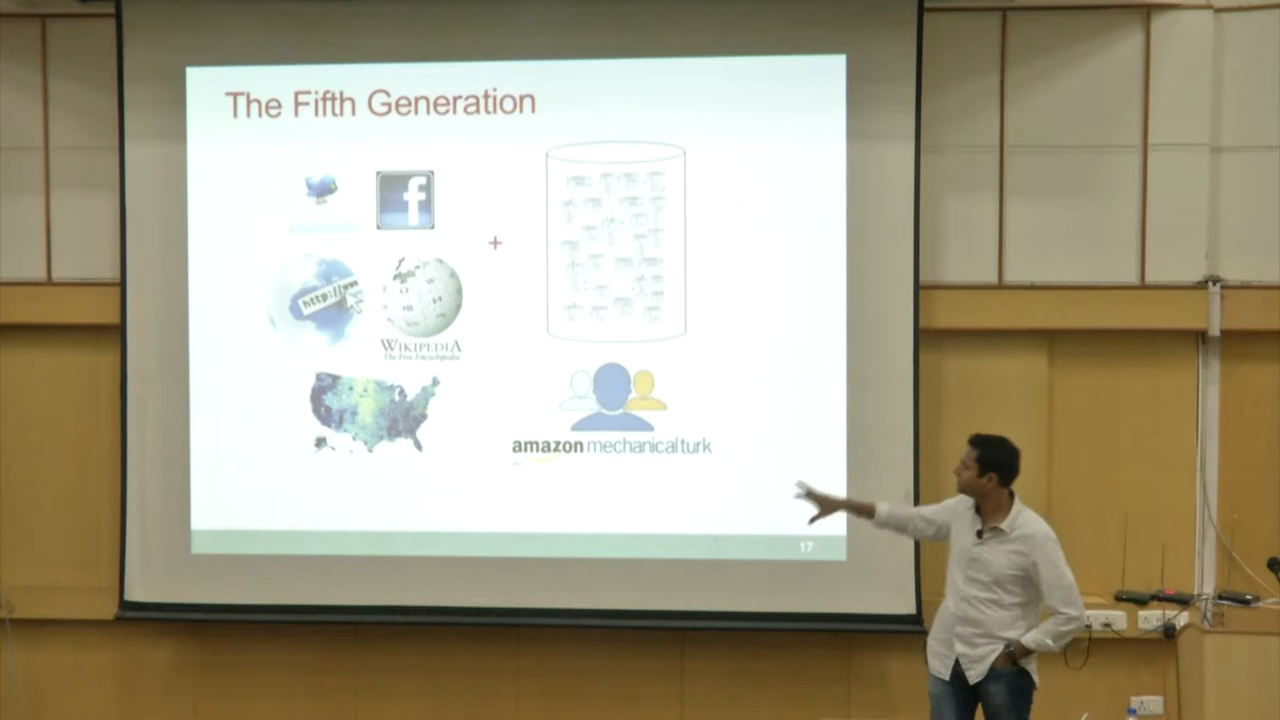 The Fifth Generation
f
+
http://ww
WIKIPEDIA
The Free Encyclopedia
amazon mechanicalturk
17